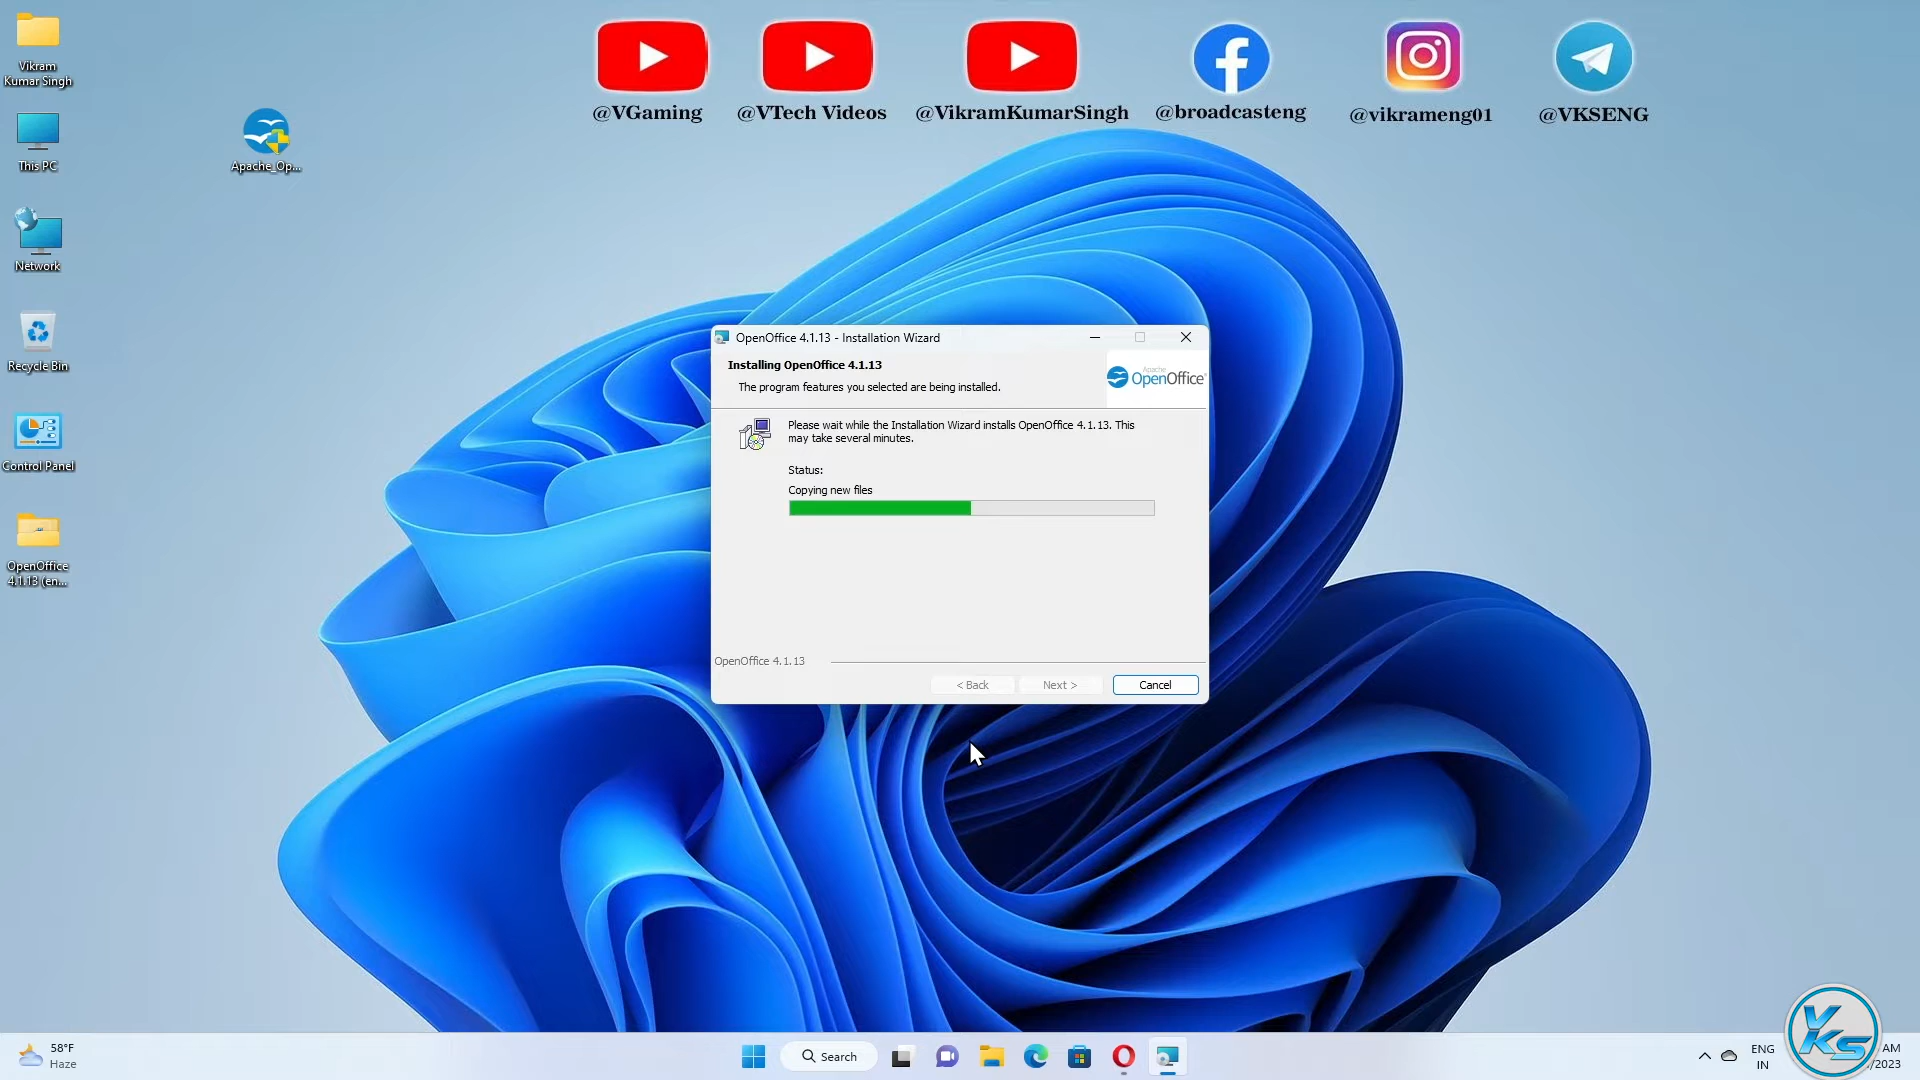 Vikram
Kumar Singh
This PC
Network
Recycle Bin
Control Panel
OpenOffice
4.1.13 (en...
Apache_Op...
@VGaming
@VTech Videos
@VikramKumarSingh
@broadcasteng
@vikrameng01
@VKSENG
OpenOffice 4.1.13 - Installation Wizard
Installing OpenOffice 4.1.13
The program features you selected are being installed.
Apache
OpenOffice
Please wait while the Installation Wizard installs OpenOffice 4.1.13. This
may take several minutes.
Status:
Copying new files
OpenOffice 4.1.13
< Back
Next >
Cancel
58°F
Haze
Search
ENG
IN
AM
/2023
VKS